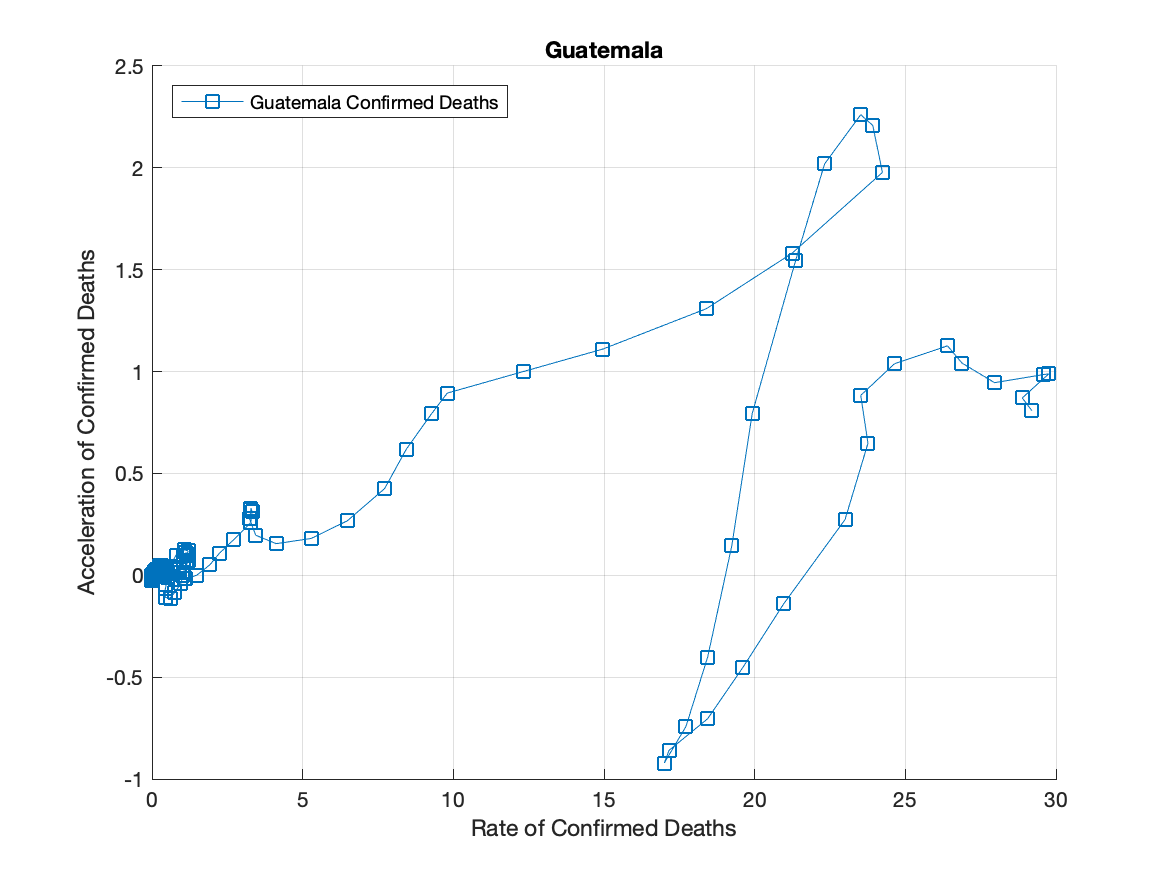 Guatemala
Guatemala Confirmed Deaths
2.5
2
1.5
1
0.5
0
-0.5
-1
Acceleration of Confirmed Deaths
0 5 10 15 20 25 30
Rate of Confirmed Deaths